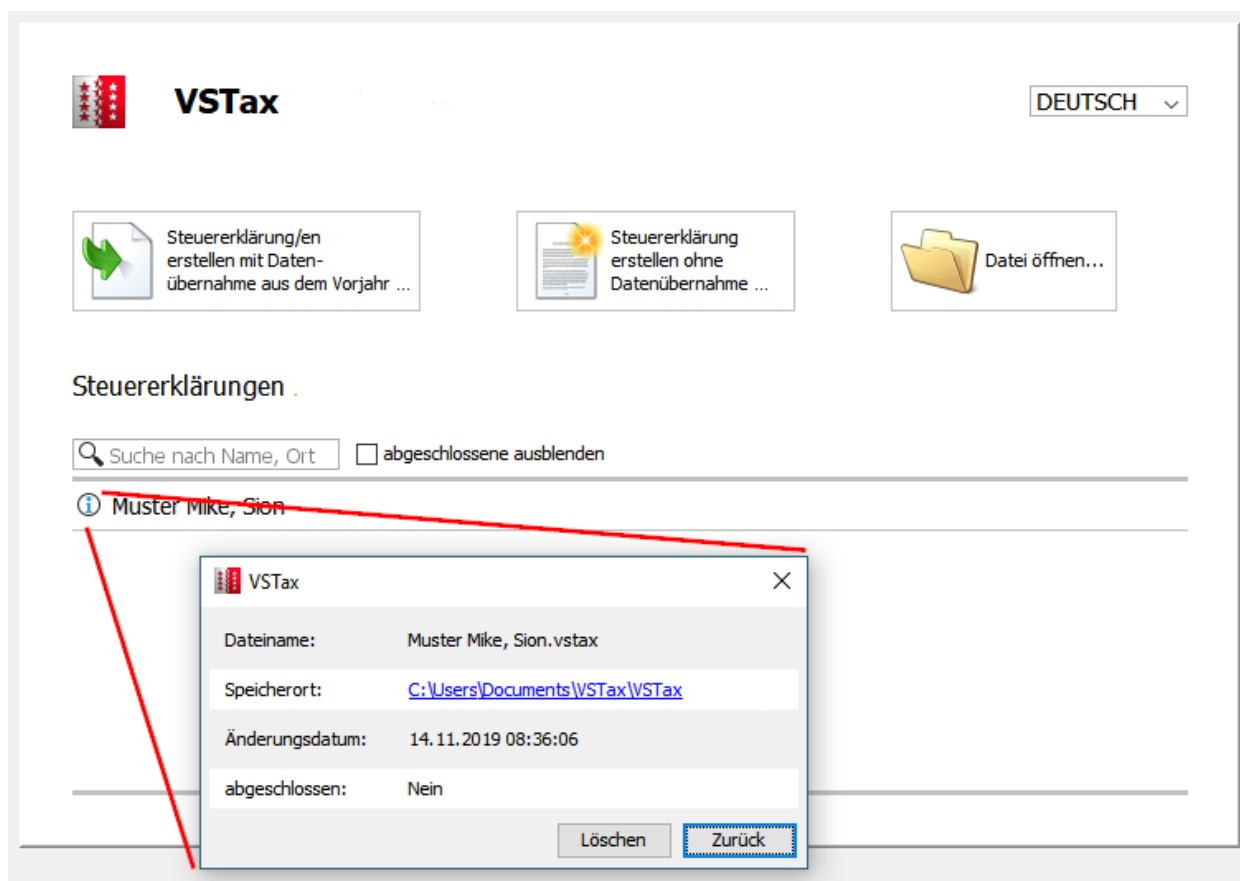 VSTax
DEUTSCH
Steuererklärung/en
erstellen mit Daten-
übernahme aus dem Vorjahr ...
Steuererklärung
erstellen ohne
Datenübernahme ...
Datei öffnen...
Steuererklärungen
Suche nach Name, Ort
abgeschlossene ausblenden
Muster Mike, Sion
VSTax
Dateiname: Muster Mike, Sion.vstax
Speicherort: C:\Users\Documents\VSTax\VSTax
Änderungsdatum: 14.11.2019 08:36:06
abgeschlossen: Nein
Löschen Zurück